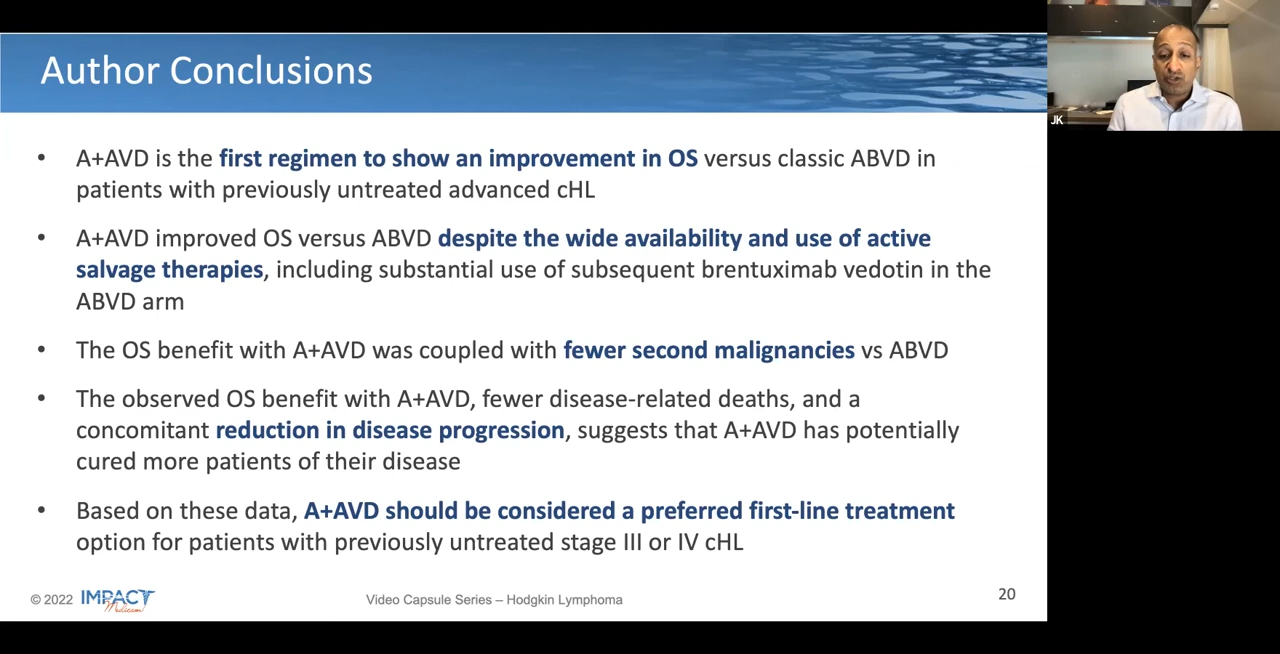 Author Conclusions
JK
• A+AVD is the first regimen to show an improvement in OS versus classic ABVD in
patients with previously untreated advanced cHL
• A+AVD improved OS versus ABVD despite the wide availability and use of active
salvage therapies, including substantial use of subsequent brentuximab vedotin in the
ABVD arm
• The OS benefit with A+AVD was coupled with fewer second malignancies vs ABVD
• The observed OS benefit with A+AVD, fewer disease-related deaths, and a
concomitant reduction in disease progression, suggests that A+AVD has potentially
cured more patients of their disease
• Based on these data, A+AVD should be considered a preferred first-line treatment
option for patients with previously untreated stage III or IV cHL
© 2022 IMPACT Medicom
Video Capsule Series – Hodgkin Lymphoma
20